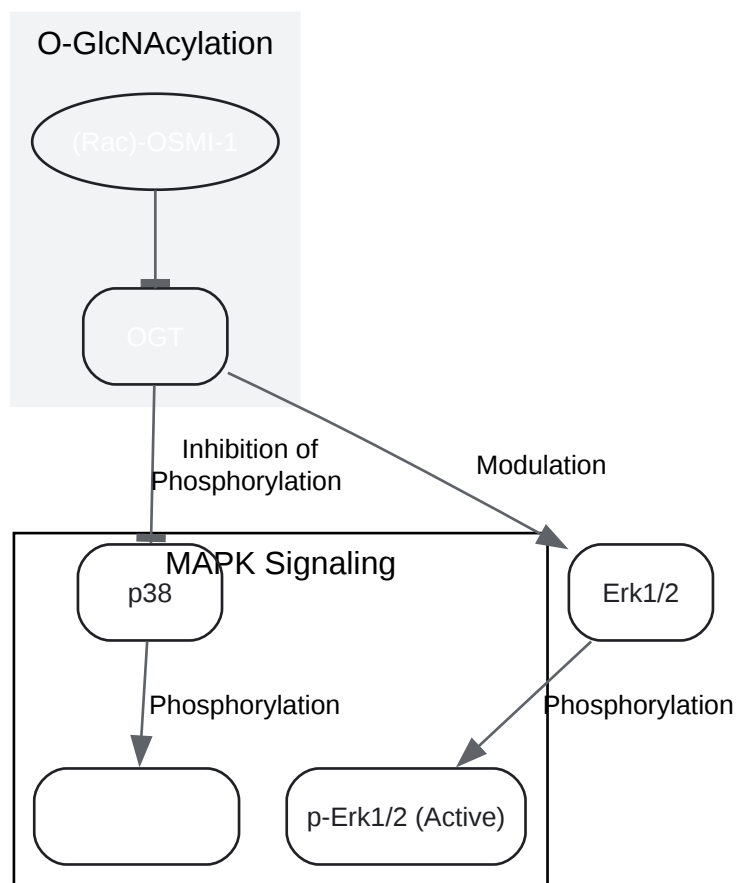 O-GlcNAcylation
(Rac)-OSMI-1
OGT
Inhibition of
Phosphorylation
Modulation
MAPK Signaling
p38
Erk1/2
Phosphorylation
Phosphorylation
p-Erk1/2 (Active)